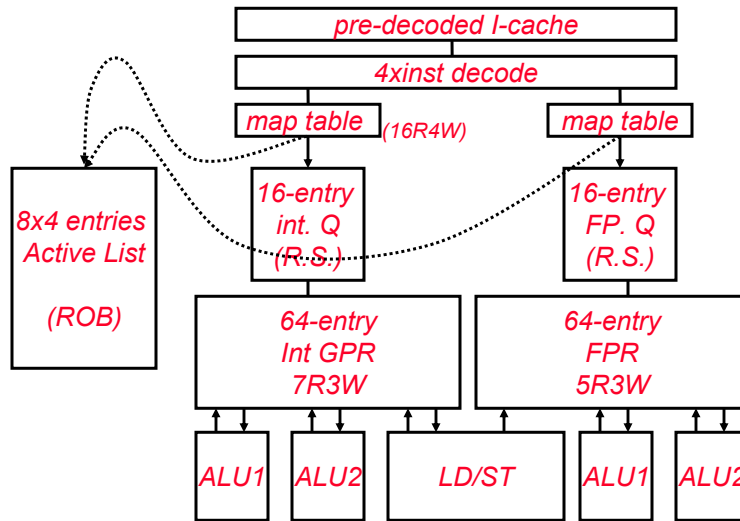 pre-decoded I-cache
4xinst decode
map table
(16R4W)
map table
8x4 entries
Active List
(ROB)
16-entry
int. Q
(R.S.)
16-entry
FP. Q
(R.S.)
64-entry
Int GPR
7R3W
64-entry
FPR
5R3W
ALU1
ALU2
LD/ST
ALU1
ALU2